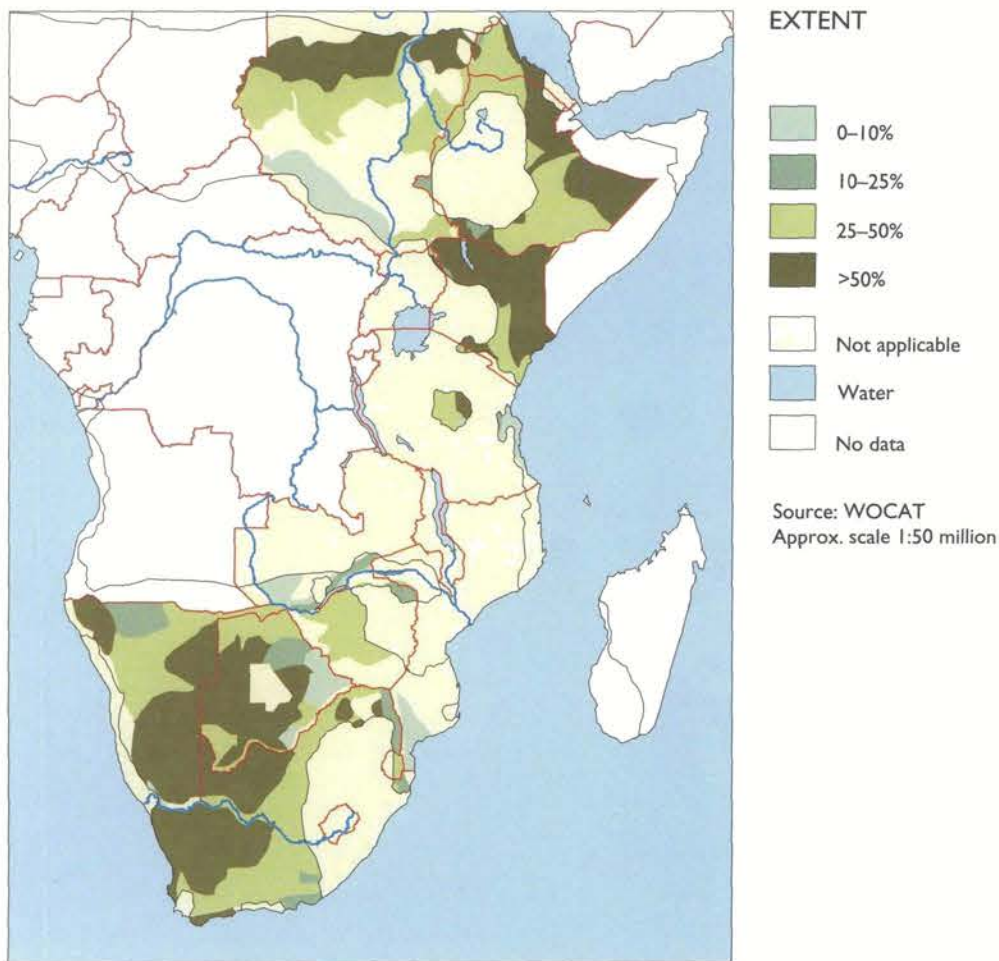 EXTENT
0–10%
10–25%
25–50%
>50%
Not applicable
Water
No data
Source: WOCAT
Approx. scale 1:50 million